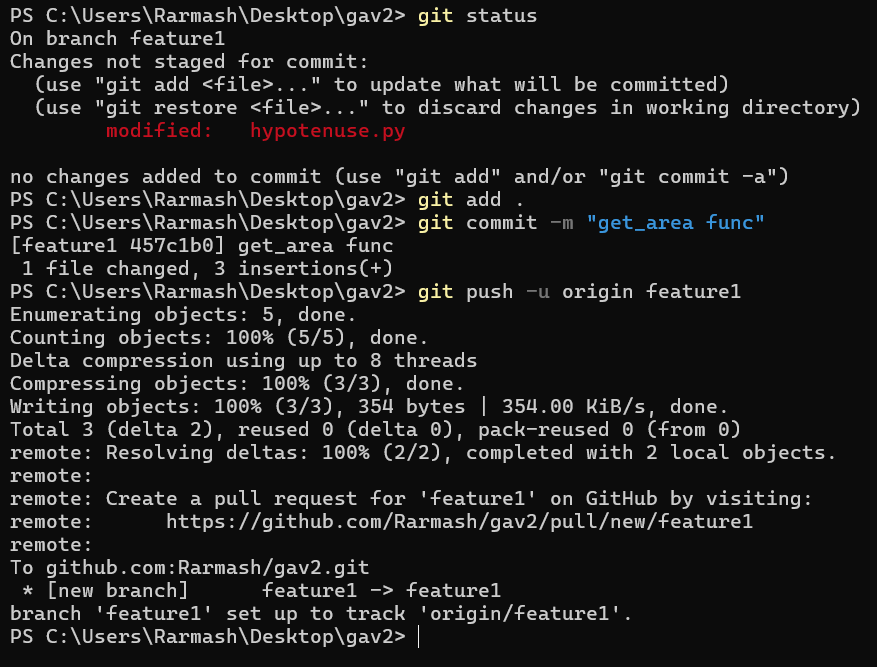 PS C:\Users\Rarmash\Desktop\gav2> git status
On branch feature1
Changes not staged for commit:
  (use "git add <file>..." to update what will be committed)
  (use "git restore <file>..." to discard changes in working directory)
        modified:   hypotenuse.py

no changes added to commit (use "git add" and/or "git commit -a")
PS C:\Users\Rarmash\Desktop\gav2> git add .
PS C:\Users\Rarmash\Desktop\gav2> git commit -m "get_area func"
[feature1 457c1b0] get_area func
 1 file changed, 3 insertions(+)
PS C:\Users\Rarmash\Desktop\gav2> git push -u origin feature1
Enumerating objects: 5, done.
Counting objects: 100% (5/5), done.
Delta compression using up to 8 threads
Compressing objects: 100% (3/3), done.
Writing objects: 100% (3/3), 354 bytes | 354.00 KiB/s, done.
Total 3 (delta 2), reused 0 (delta 0), pack-reused 0 (from 0)
remote: Resolving deltas: 100% (2/2), completed with 2 local objects.
remote:
remote: Create a pull request for 'feature1' on GitHub by visiting:
remote:      https://github.com/Rarmash/gav2/pull/new/feature1
remote:
To github.com:Rarmash/gav2.git
 * [new branch]      feature1 -> feature1
branch 'feature1' set up to track 'origin/feature1'.
PS C:\Users\Rarmash\Desktop\gav2>